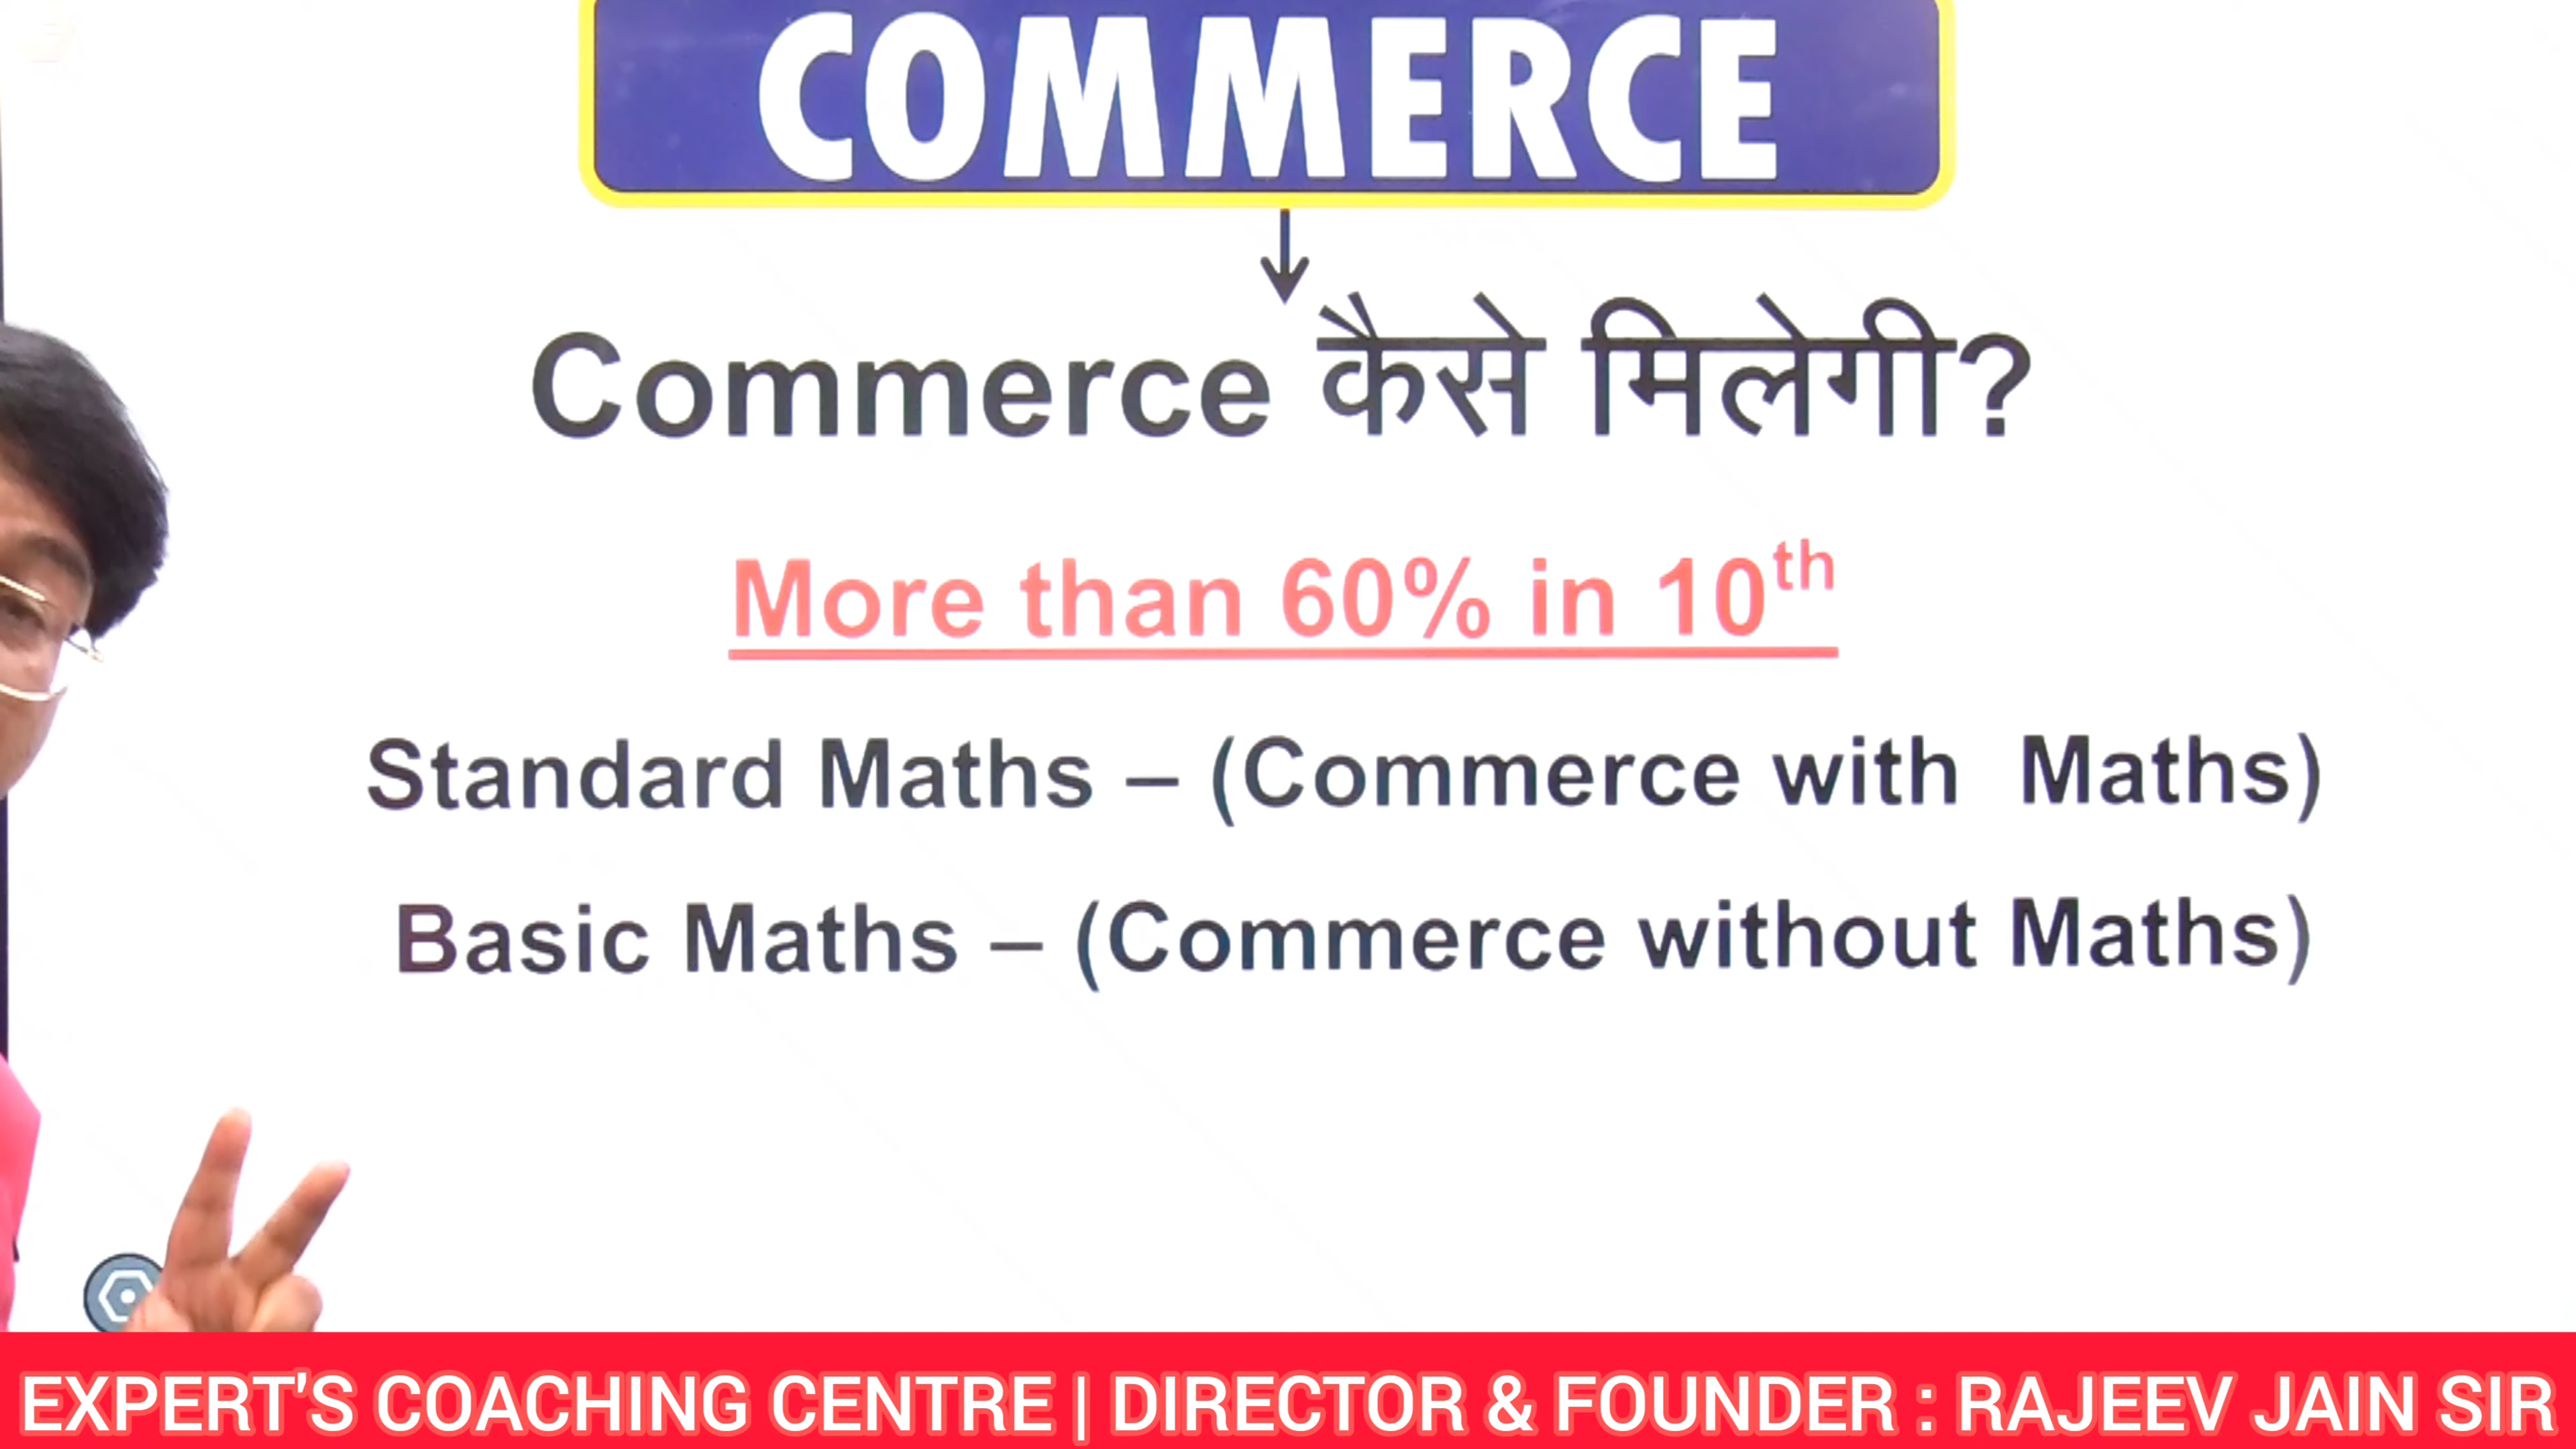 COMMERCE
Commerce कैसे मिलेगी?
More than 60% in 10th
Standard Maths – (Commerce with Maths)
Basic Maths – (Commerce without Maths)
EXPERT'S COACHING CENTRE | DIRECTOR & FOUNDER : RAJEEV JAIN SIR